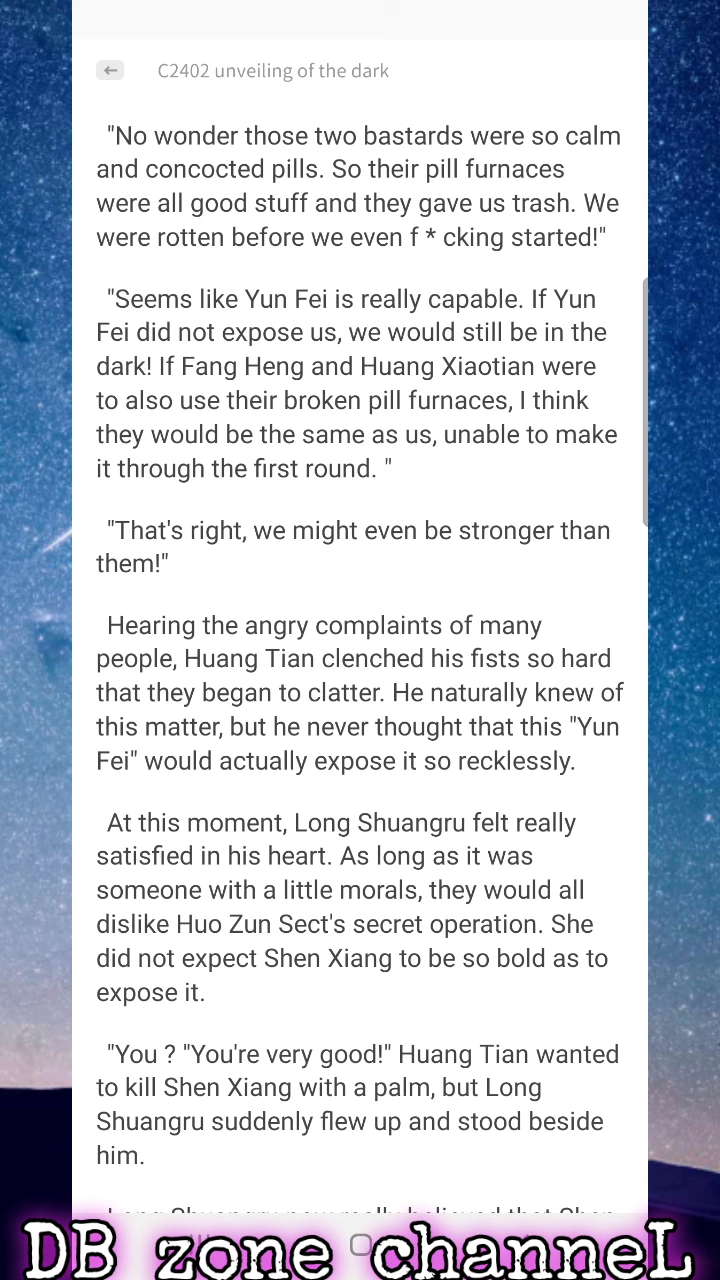 C2402 unveiling of the dark
"No wonder those two bastards were so calm
and concocted pills. So their pill furnaces
were all good stuff and they gave us trash. We
were rotten before we even f * cking started!"
"Seems like Yun Fei is really capable. If Yun
Fei did not expose us, we would still be in the
dark! If Fang Heng and Huang Xiaotian were
to also use their broken pill furnaces, I think
they would be the same as us, unable to make
it through the first round. "
"That's right, we might even be stronger than
them!"
Hearing the angry complaints of many
people, Huang Tian clenched his fists so hard
that they began to clatter. He naturally knew of
this matter, but he never thought that this "Yun
Fei" would actually expose it so recklessly.
At this moment, Long Shuangru felt really
satisfied in his heart. As long as it was
someone with a little morals, they would all
dislike Huo Zun Sect's secret operation. She
did not expect Shen Xiang to be so bold as to
expose it.
"You ? "You're very good!" Huang Tian wanted
to kill Shen Xiang with a palm, but Long
Shuangru suddenly flew up and stood beside
him.
Long Shuangru now really believed that Shen
DB zone channeL